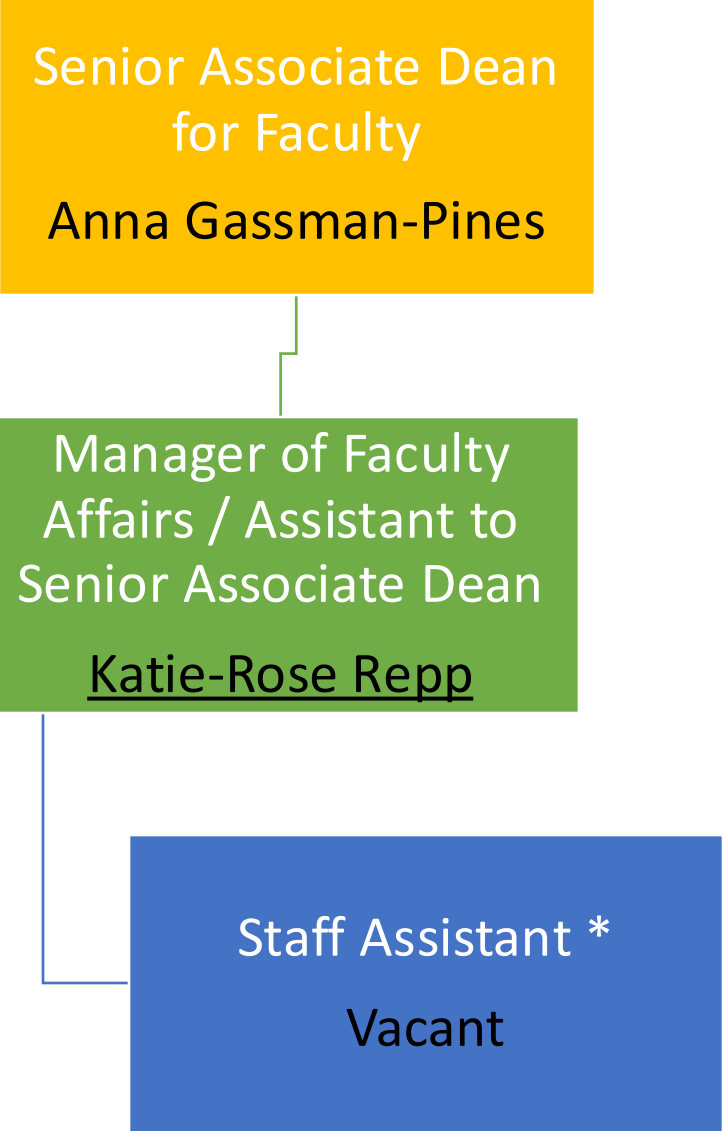 Senior Associate Dean
for Faculty
Anna Gassman-Pines
Manager of Faculty
Affairs / Assistant to
Senior Associate Dean
Katie-Rose Repp
Staff Assistant *
Vacant